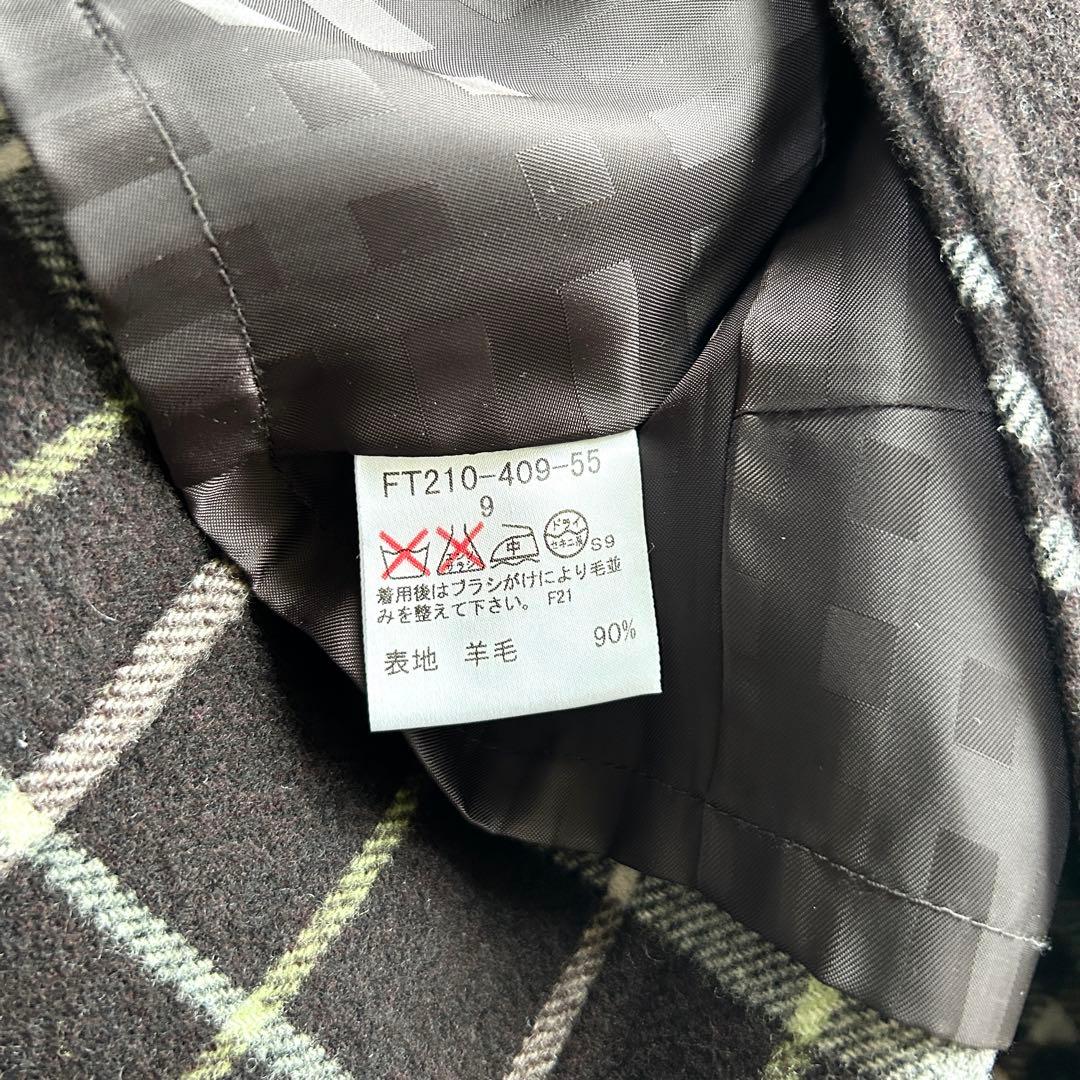 FT210-409-55
9
中 ドライ セキユ系 S9
着用後はブラシがけにより毛並
みを整えて下さい。 F21
表地 羊毛 90%